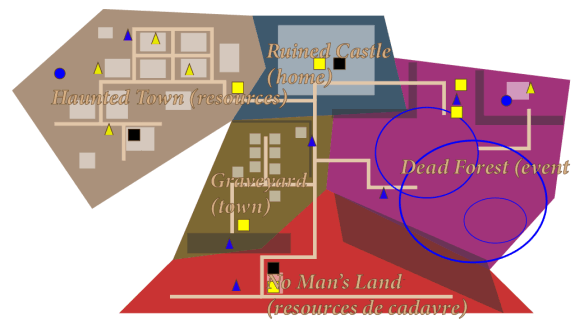 Ruined Castle
(home)
Haunted Town (resources)
Dead Forest (event
Graveyard
(town)
No Man's Land
(resources de cadavre)